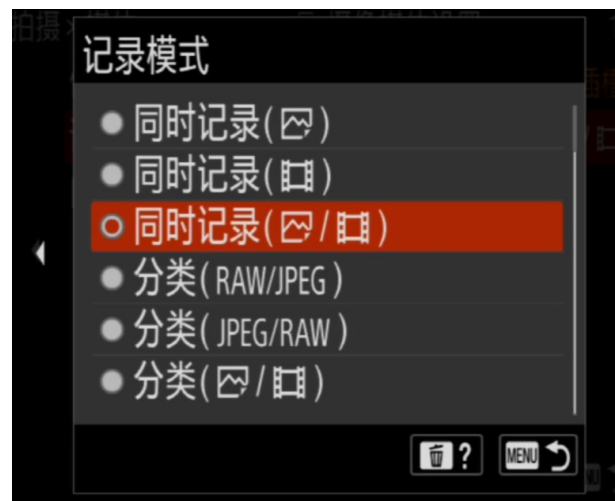 记录模式
同时记录()
同时记录()
同时记录(/)
分类(RAW/JPEG)
分类(JPEG/RAW)
分类(/)
? MENU